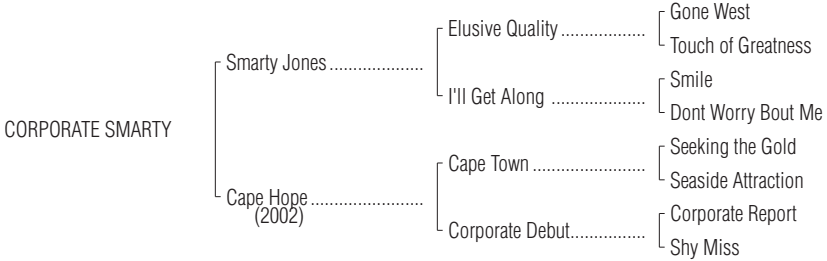 Gone West
Elusive Quality ...................
Touch of Greatness
Smarty Jones .....................
Smile
I'll Get Along .....................
Dont Worry Bout Me
CORPORATE SMARTY
Seeking the Gold
Cape Town .........................
Seaside Attraction
Cape Hope .........................
(2002)
Corporate Report
Corporate Debut.................
Shy Miss